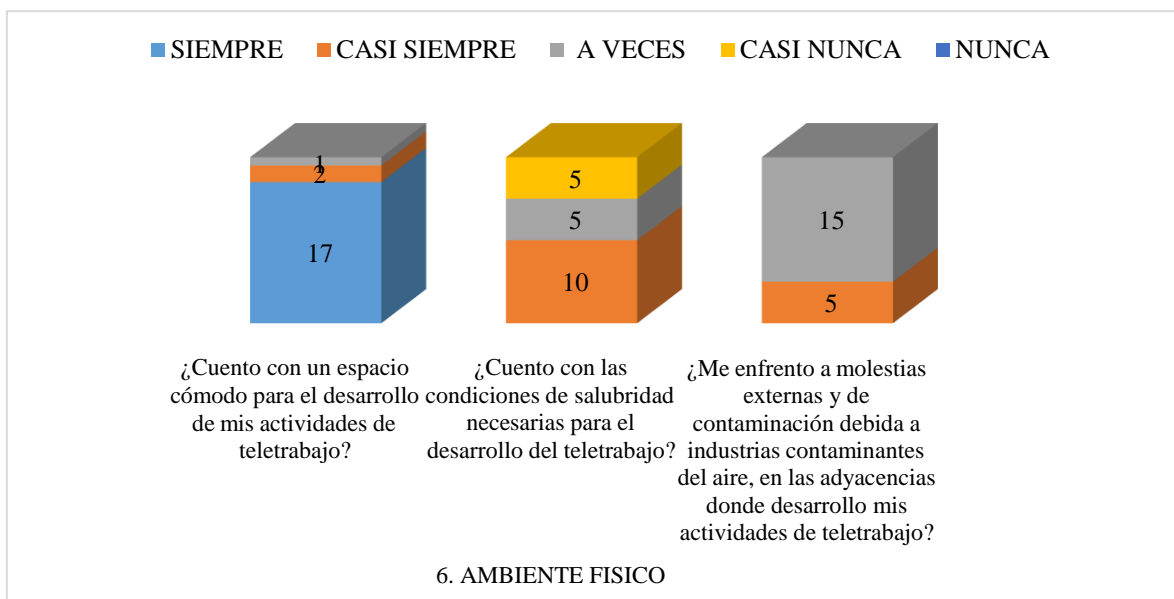 SIEMPRE CASI SIEMPRE A VECES CASI NUNCA NUNCA
1
2
17
5
5
10
15
5
¿Cuento con un espacio
cómodo para el desarrollo
de mis actividades de
teletrabajo?
¿Cuento con las
condiciones de salubridad
necesarias para el
desarrollo del teletrabajo?
¿Me enfrento a molestias
externas y de
contaminación debida a
industrias contaminantes
del aire, en las adyacencias
donde desarrollo mis
actividades de teletrabajo?
6. AMBIENTE FISICO